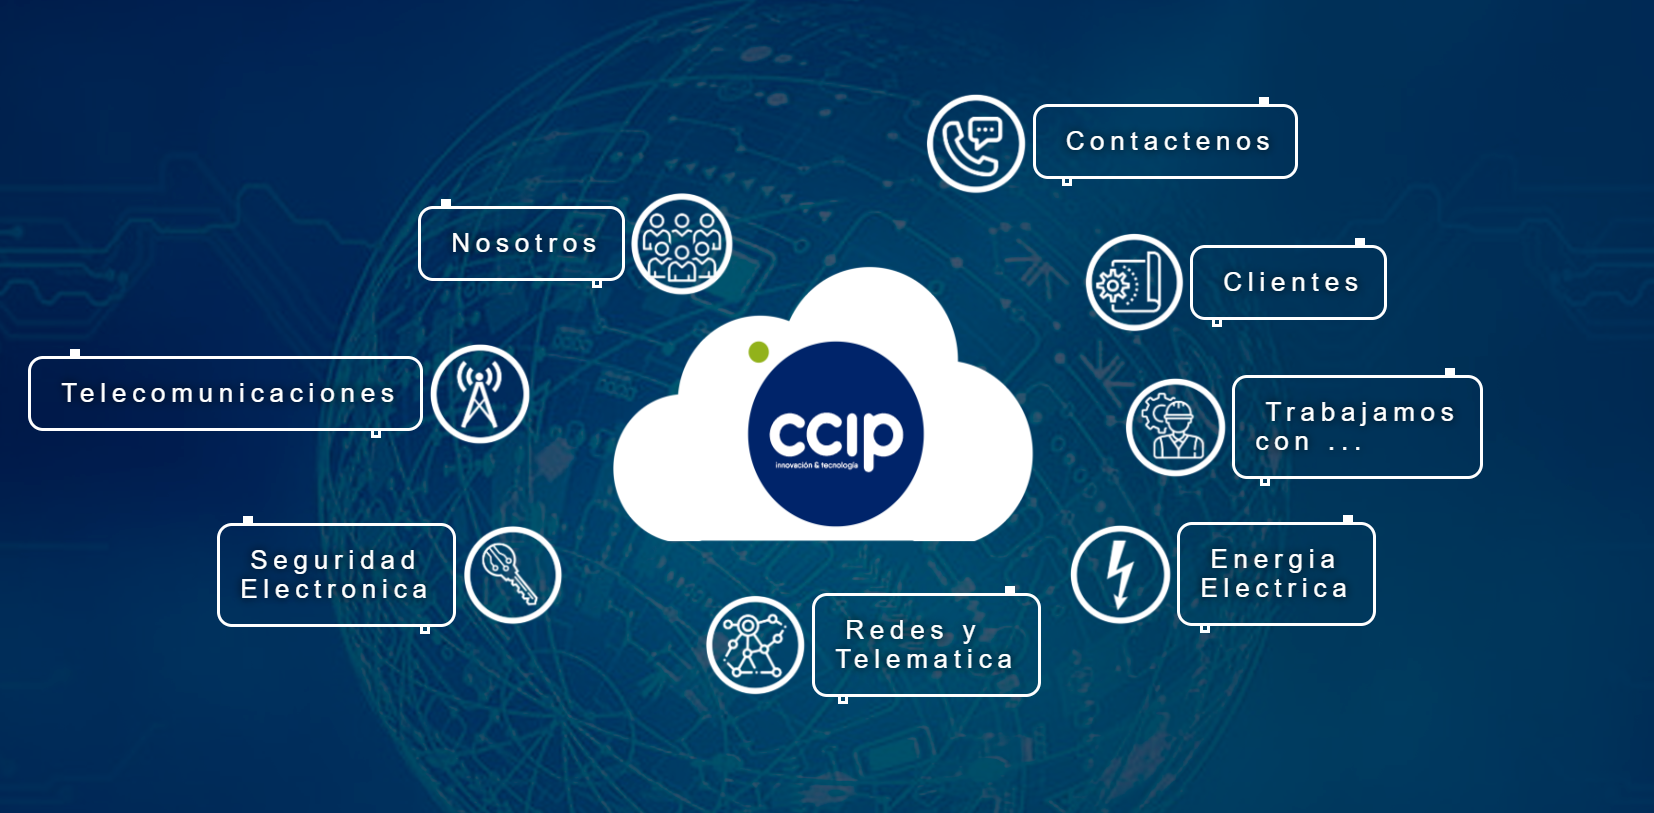 Contactenos
Nosotros
Clientes
Telecomunicaciones
Trabajamos
con ...
ccip
innovación & tecnología
Seguridad
Electronica
Energia
Electrica
Redes y
Telematica